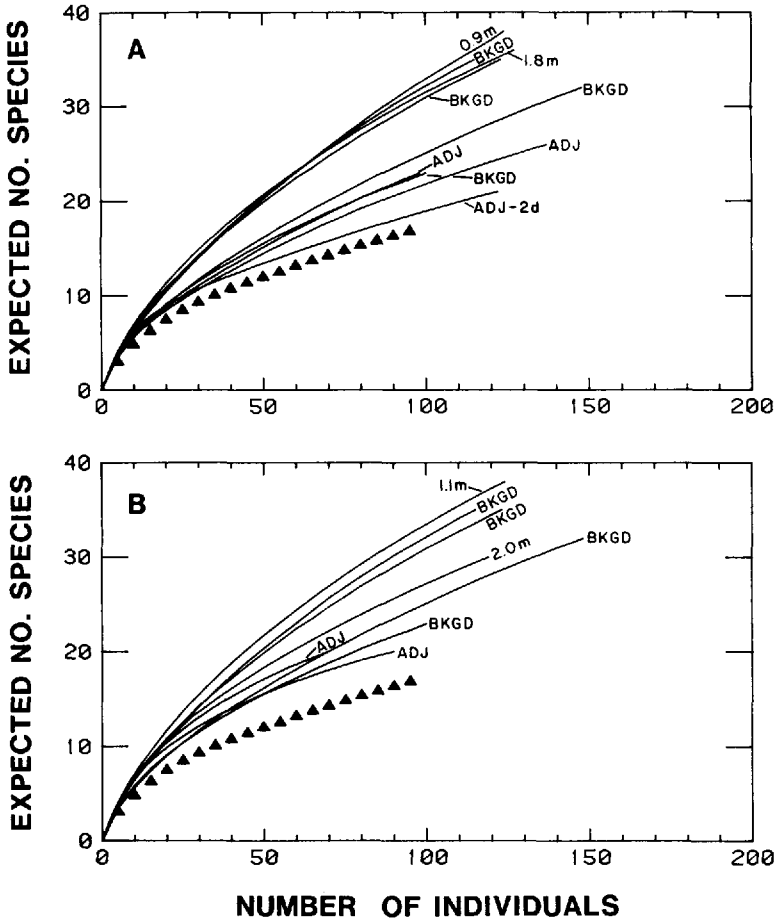 EXPECTED NO. SPECIES
A
40
30
20
10
0
0.9m
BKGD
1.8m
BKGD
BKGD
ADJ
ADJ
BKGD
ADJ-2d
0 50 100 150 200
EXPECTED NO. SPECIES
B
40
30
20
10
0
1.1m
BKGD
BKGD
2.0m
BKGD
ADJ
BKGD
ADJ
0 50 100 150 200
NUMBER OF INDIVIDUALS